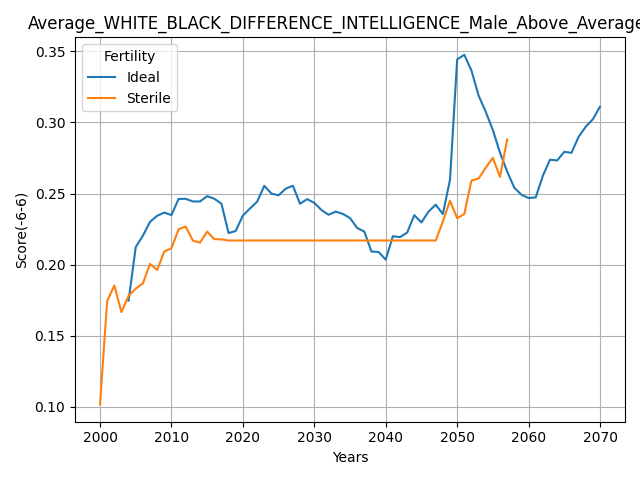 Average_WHITE_BLACK_DIFFERENCE_INTELLIGENCE_Male_Above_Average
Fertility
Ideal
Sterile
0.35
0.30
0.25
0.20
0.15
0.10
Score(-6-6)
2000 2010 2020 2030 2040 2050 2060 2070
Years